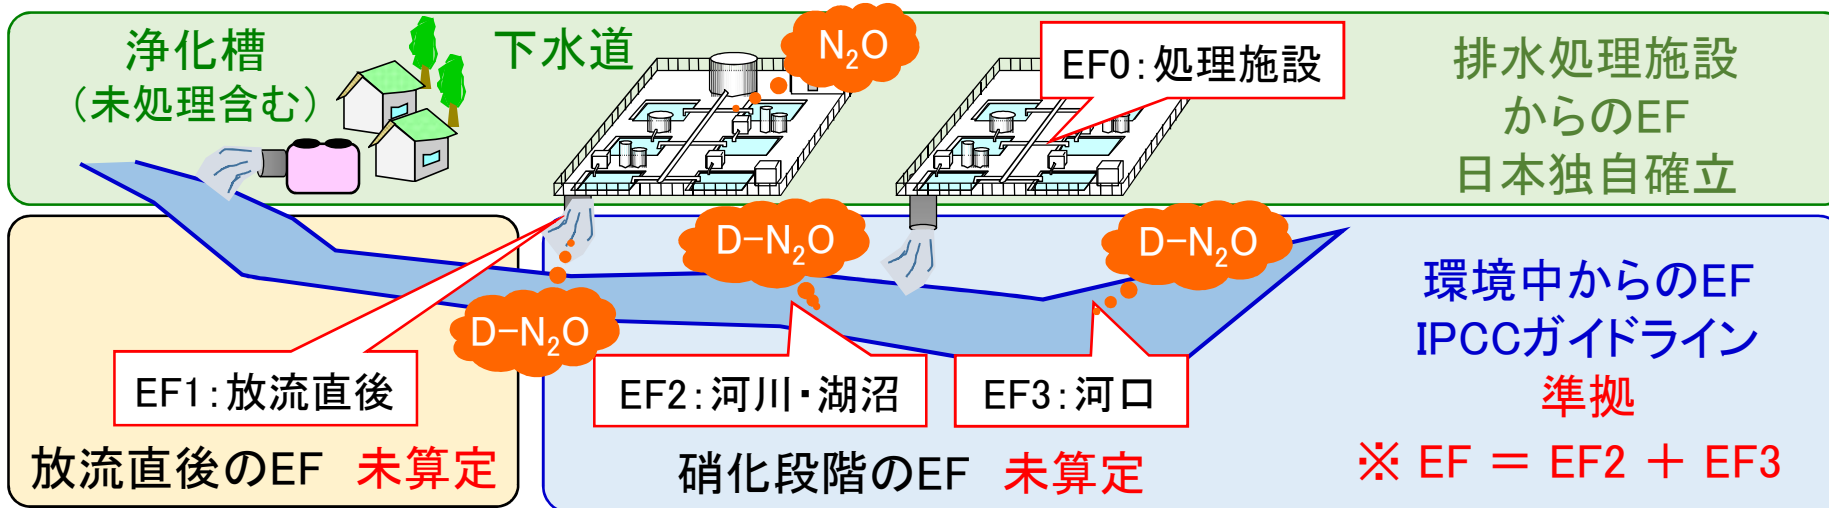 浄化槽
（未処理含む）
下水道
N₂O
EF0：処理施設
排水処理施設
からのEF
日本独自確立
D-N₂O
D-N₂O
D-N₂O
EF1：放流直後
EF2：河川・湖沼
EF3：河口
放流直後のEF 未算定
硝化段階のEF 未算定
環境中からのEF
IPCCガイドライン
準拠
※ EF ＝ EF2 ＋ EF3